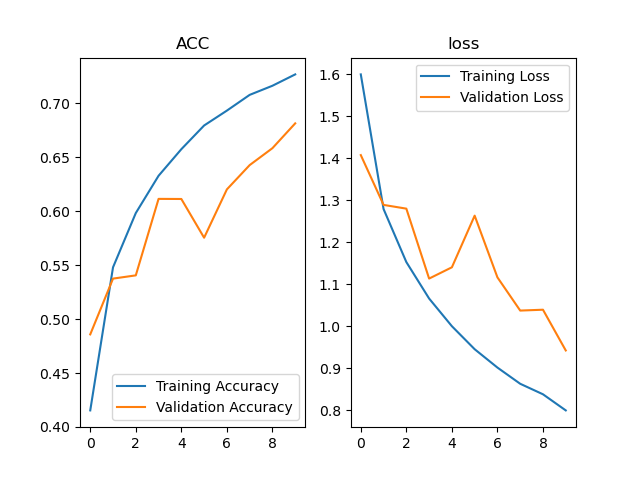 ACC
0.70
0.65
0.60
0.55
0.50
0.45
0.40
0 2 4 6 8
Training Accuracy
Validation Accuracy
loss
1.6
1.5
1.4
1.3
1.2
1.1
1.0
0.9
0.8
0 2 4 6 8
Training Loss
Validation Loss